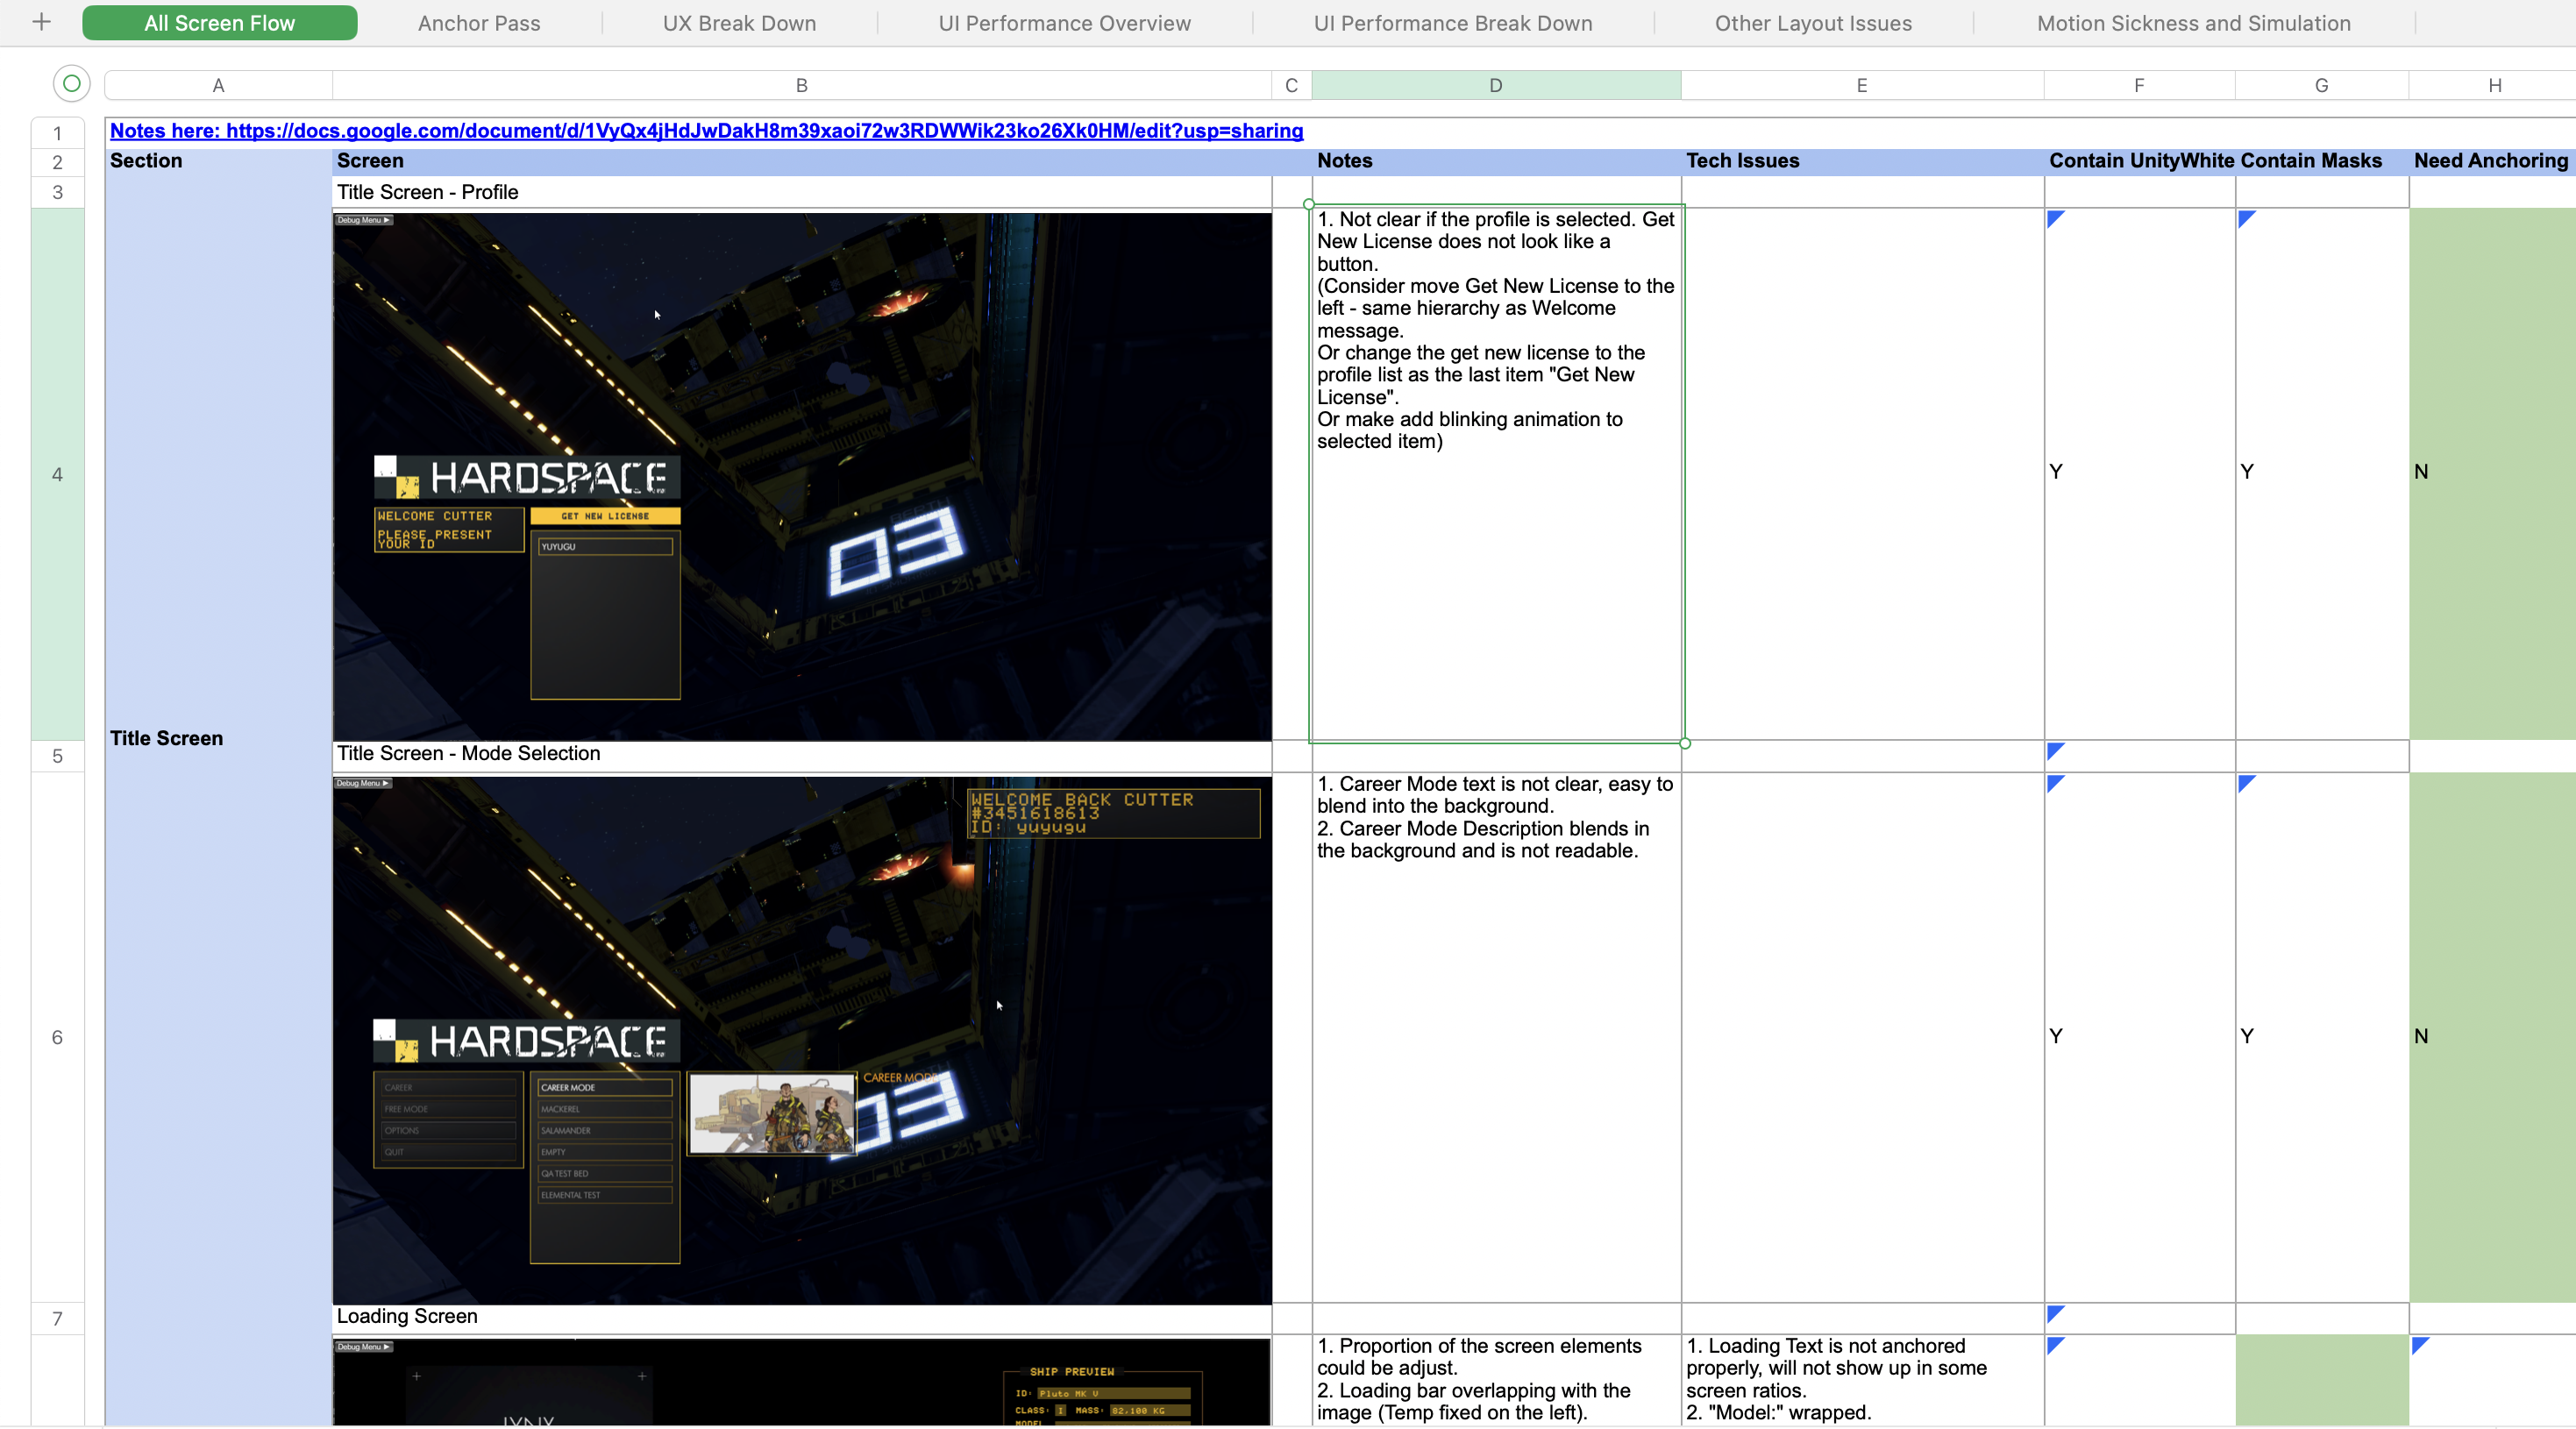 All Screen Flow
Anchor Pass
UX Break Down
UI Performance Overview
UI Performance Break Down
Other Layout Issues
Motion Sickness and Simulation
A
B
C
D
E
F
G
H
1
Notes here: https://docs.google.com/document/d/1VyQx4jHdJwDakH8m39xaoi72w3RDWWik23ko26Xk0HM/edit?usp=sharing
2
Section
Screen
Notes
Tech Issues
Contain UnityWhite
Contain Masks
Need Anchoring
3
Title Screen - Profile
4
Debug Menu
HARDSPACE
WELCOME CUTTER
PLEASE PRESENT
YOUR ID
GET NEW LICENSE
YUYUGU
03
1. Not clear if the profile is selected. Get
New License does not look like a
button.
(Consider move Get New License to the
left - same hierarchy as Welcome
message.
Or change the get new license to the
profile list as the last item "Get New
License".
Or make add blinking animation to
selected item)
Y
Y
N
Title Screen
5
Title Screen - Mode Selection
6
Debug Menu
WELCOME BACK CUTTER
#3451618613
ID: yuyugu
HARDSPACE
CAREER
FREE MODE
OPTIONS
QUIT
CAREER MODE
MACKEREL
SALAMANDER
EMPTY
QA TEST BED
ELEMENTAL TEST
CAREER MODE
03
1. Career Mode text is not clear, easy to
blend into the background.
2. Career Mode Description blends in
the background and is not readable.
Y
Y
N
7
Loading Screen
Debug Menu
LYNX
SHIP PREVIEW
ID: Pluto MK V
CLASS: I MASS: 82,100 KG
MODEL
1. Proportion of the screen elements
could be adjust.
2. Loading bar overlapping with the
image (Temp fixed on the left).
1. Loading Text is not anchored
properly, will not show up in some
screen ratios.
2. "Model:" wrapped.